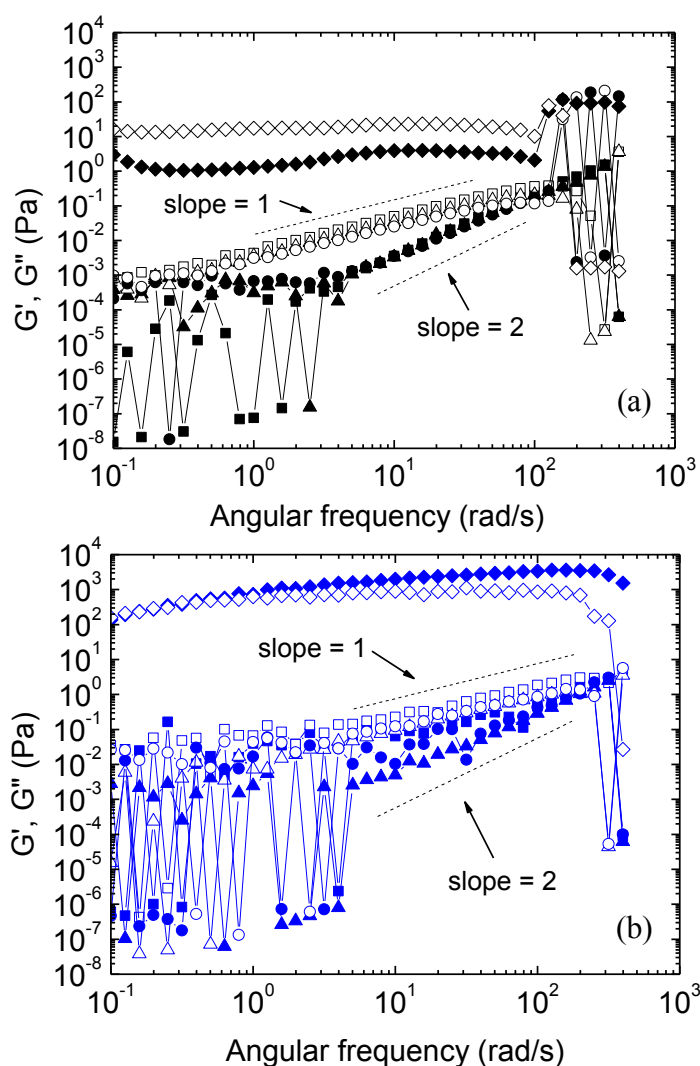 10^4
10^3
10^2
10^1
10^0
10^-1
10^-2
10^-3
10^-4
10^-5
10^-6
10^-7
10^-8
G', G" (Pa)
slope = 1
slope = 2
(a)
10^-1 10^0 10^1 10^2 10^3
Angular frequency (rad/s)
10^4
10^3
10^2
10^1
10^0
10^-1
10^-2
10^-3
10^-4
10^-5
10^-6
10^-7
10^-8
G', G" (Pa)
slope = 1
slope = 2
(b)
10^-1 10^0 10^1 10^2 10^3
Angular frequency (rad/s)